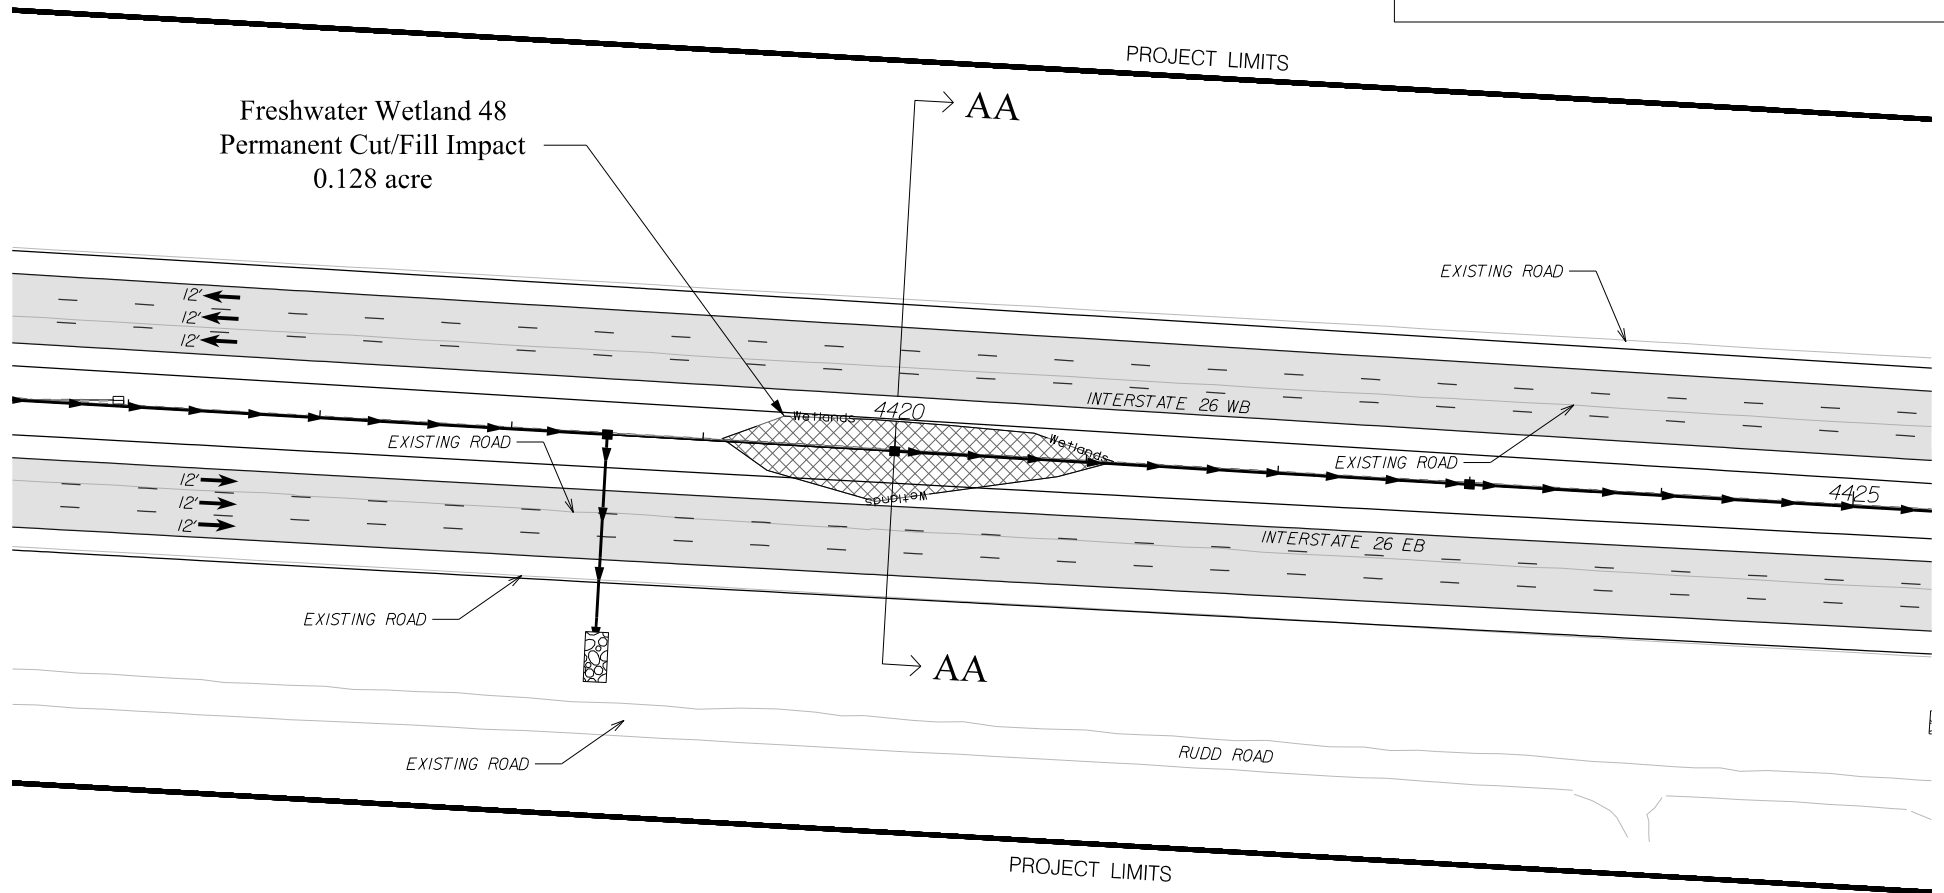 PROJECT LIMITS
AA
Freshwater Wetland 48
Permanent Cut/Fill Impact
0.128 acre
EXISTING ROAD
12'
12'
12'
INTERSTATE 26 WB
4420
Wetlands
Wetlands
EXISTING ROAD
EXISTING ROAD
12'
12'
12'
Wetlands
4425
INTERSTATE 26 EB
EXISTING ROAD
AA
RUDD ROAD
EXISTING ROAD
PROJECT LIMITS